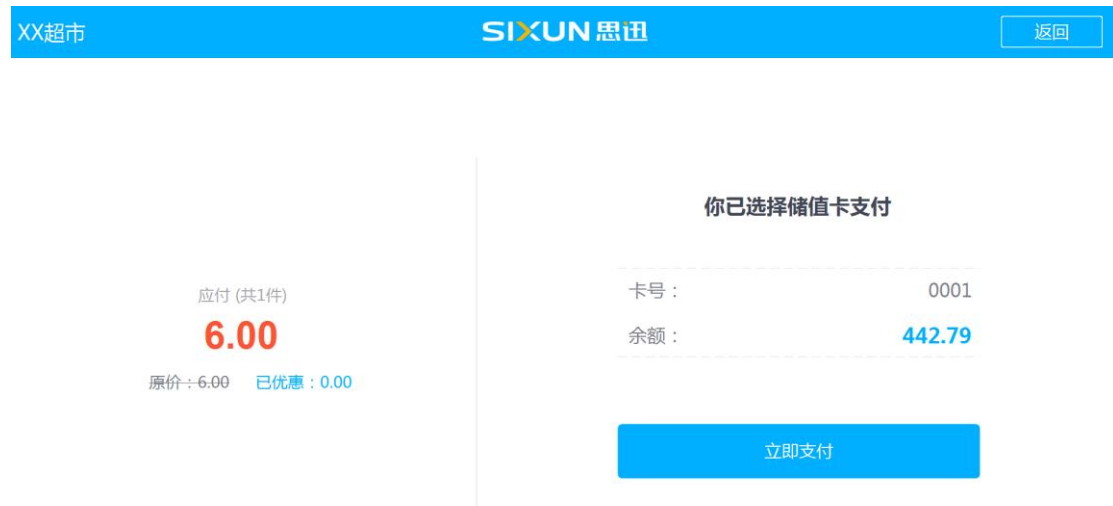 XX超市
SIXUN思迅
返回
应付 (共1件)
6.00
原价：6.00 已优惠：0.00
你已选择储值卡支付
卡号： 0001
余额： 442.79
立即支付